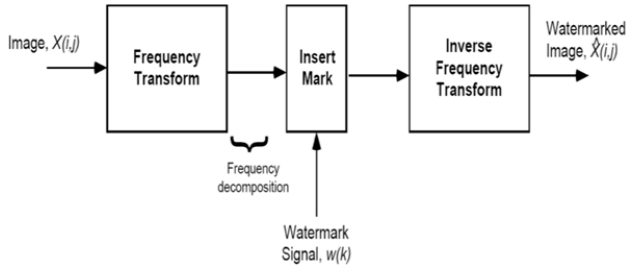 Image, X(i,j)
Frequency
Transform
Insert
Mark
Inverse
Frequency
Transform
Watermarked
Image, X̂(i,j)
Frequency
decomposition
Watermark
Signal, w(k)